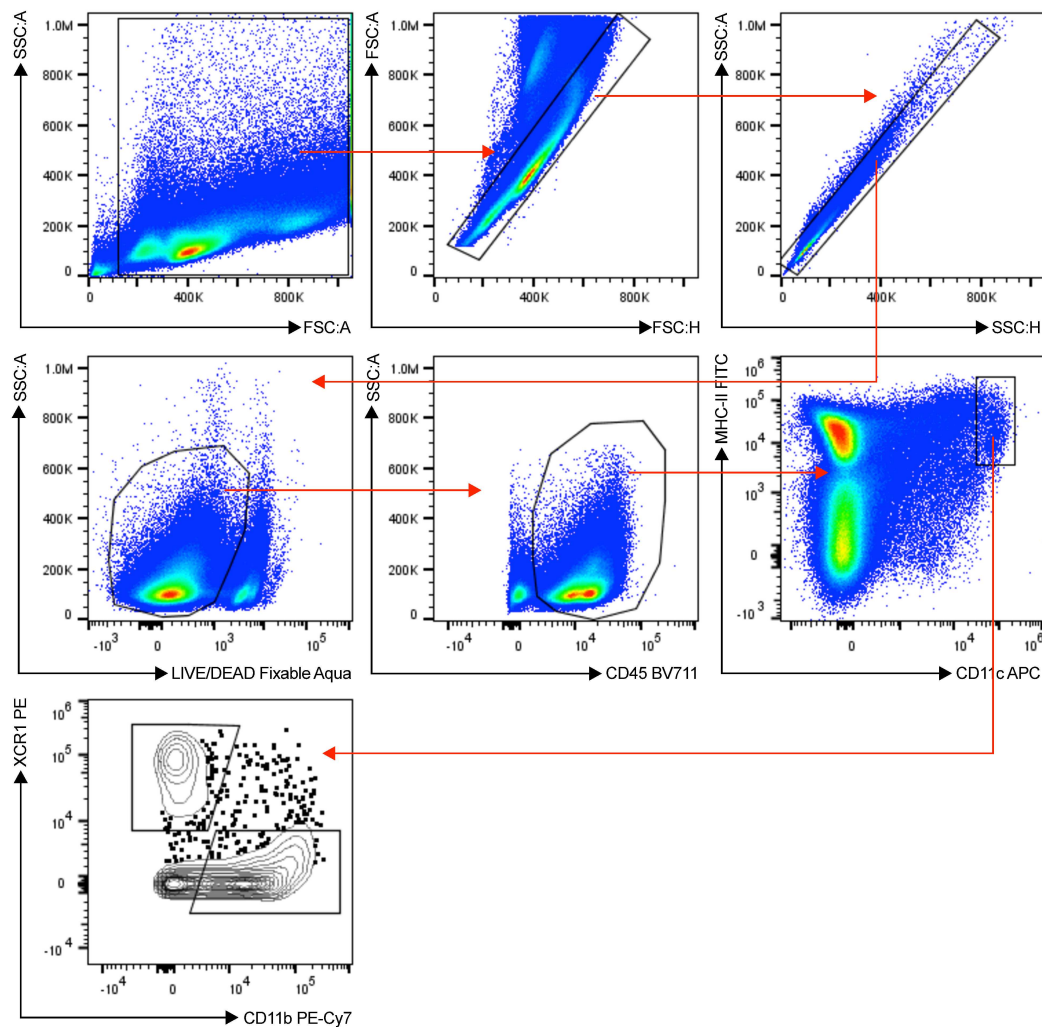 SSC:A
1.0M
800K
600K
400K
200K
0
0
400K
800K
FSC:A
FSC:A
1.0M
800K
600K
400K
200K
0
0
400K
800K
FSC:H
SSC:A
1.0M
800K
600K
400K
200K
0
0
400K
800K
SSC:H
SSC:A
1.0M
800K
600K
400K
200K
0
-10³
0
10³
10⁵
LIVE/DEAD Fixable Aqua
SSC:A
1.0M
800K
600K
400K
200K
0
-10⁴
0
10⁴
10⁵
CD45 BV711
MHC-II FITC
10⁶
10⁵
10⁴
10³
0
-10³
0
10⁴
10⁵
10⁶
CD11c APC
XCR1 PE
10⁶
10⁵
10⁴
0
-10⁴
-10⁴
0
10⁴
10⁵
CD11b PE-Cy7